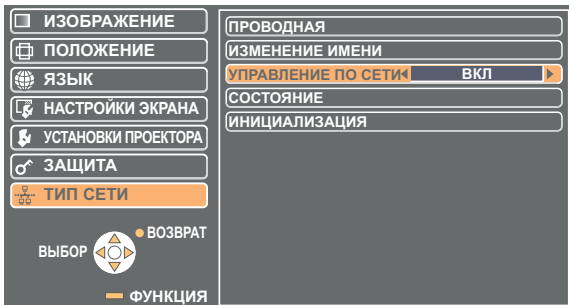 ИЗОБРАЖЕНИЕ
ПОЛОЖЕНИЕ
ЯЗЫК
НАСТРОЙКИ ЭКРАНА
УСТАНОВКИ ПРОЕКТОРА
ЗАЩИТА
ТИП СЕТИ
ВОЗВРАТ
ВЫБОР
ФУНКЦИЯ
ПРОВОДНАЯ
ИЗМЕНЕНИЕ ИМЕНИ
УПРАВЛЕНИЕ ПО СЕТИ ВКЛ
СОСТОЯНИЕ
ИНИЦИАЛИЗАЦИЯ